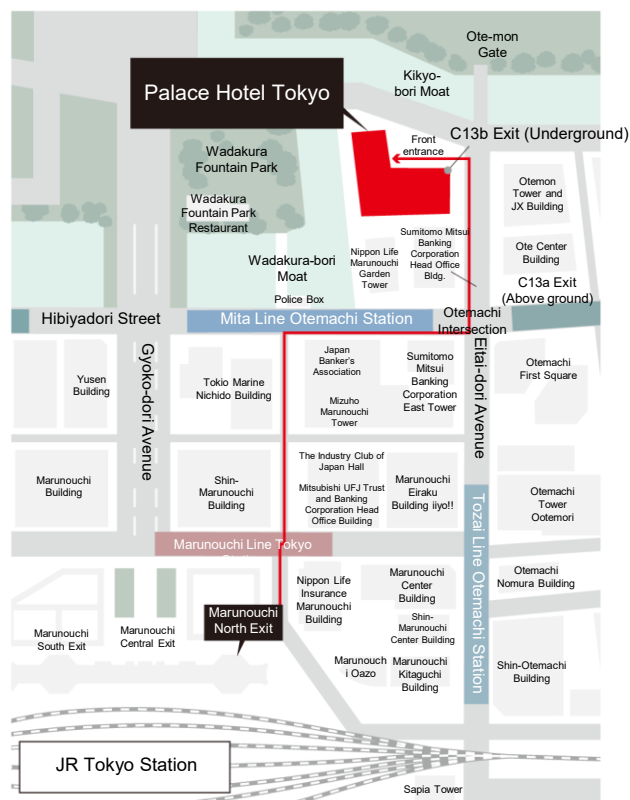 Ote-mon
Gate
Kikyo-
bori Moat
Palace Hotel Tokyo
C13b Exit (Underground)
Front
entrance
Wadakura
Fountain Park
Otemon
Tower and
JX Building
Wadakura
Fountain Park
Restaurant
Sumitomo Mitsui
Banking
Corporation
Head Office
Bldg.
Nippon Life
Marunouchi
Garden
Tower
Ote Center
Building
Wadakura-bori
Moat
C13a Exit
(Above ground)
Police Box
Hibiyadori Street
Mita Line Otemachi Station
Otemachi
Intersection
Gyoko-dori Avenue
Eitai-dori Avenue
Yusen
Building
Tokio Marine
Nichido Building
Japan
Banker's
Association
Mizuho
Marunouchi
Tower
Sumitomo
Mitsui
Banking
Corporation
East Tower
Otemachi
First Square
Marunouchi
Building
Shin-
Marunouchi
Building
The Industry Club of
Japan Hall
Mitsubishi UFJ Trust
and Banking
Corporation Head
Office Building
Marunouchi
Eiraku
Building iiyo!!
Otemachi
Tower
Ootemori
Tozai Line Otemachi Station
Marunouchi Line Tokyo
Nippon Life
Insurance
Marunouchi
Building
Marunouchi
Center
Building
Otemachi
Nomura Building
Marunouchi
North Exit
Marunouchi
South Exit
Marunouchi
Central Exit
Shin-
Marunouchi
Center Building
Marunouch
i Oazo
Marunouchi
Kitaguchi
Building
Shin-Otemachi
Building
JR Tokyo Station
Sapia Tower